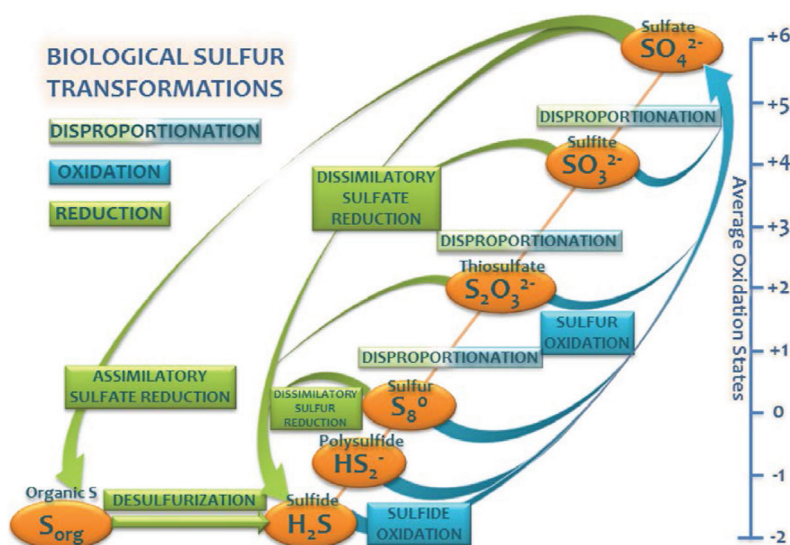 BIOLOGICAL SULFUR
TRANSFORMATIONS
DISPROPORTIONATION
OXIDATION
REDUCTION
Sulfate
SO₄²⁻
DISPROPORTIONATION
Sulfite
SO₃²⁻
DISSIMILATORY
SULFATE
REDUCTION
DISPROPORTIONATION
Thiosulfate
S₂O₃²⁻
SULFUR
OXIDATION
DISPROPORTIONATION
ASSIMILATORY
SULFATE REDUCTION
DISSIMILATORY
SULFUR
REDUCTION
Sulfur
S₈⁰
Polysulfide
HS₂⁻
Organic S
Sorg
DESULFURIZATION
Sulfide
H₂S
SULFIDE
OXIDATION
+6
+5
+4
+3
+2
+1
0
-1
-2
Average Oxidation States